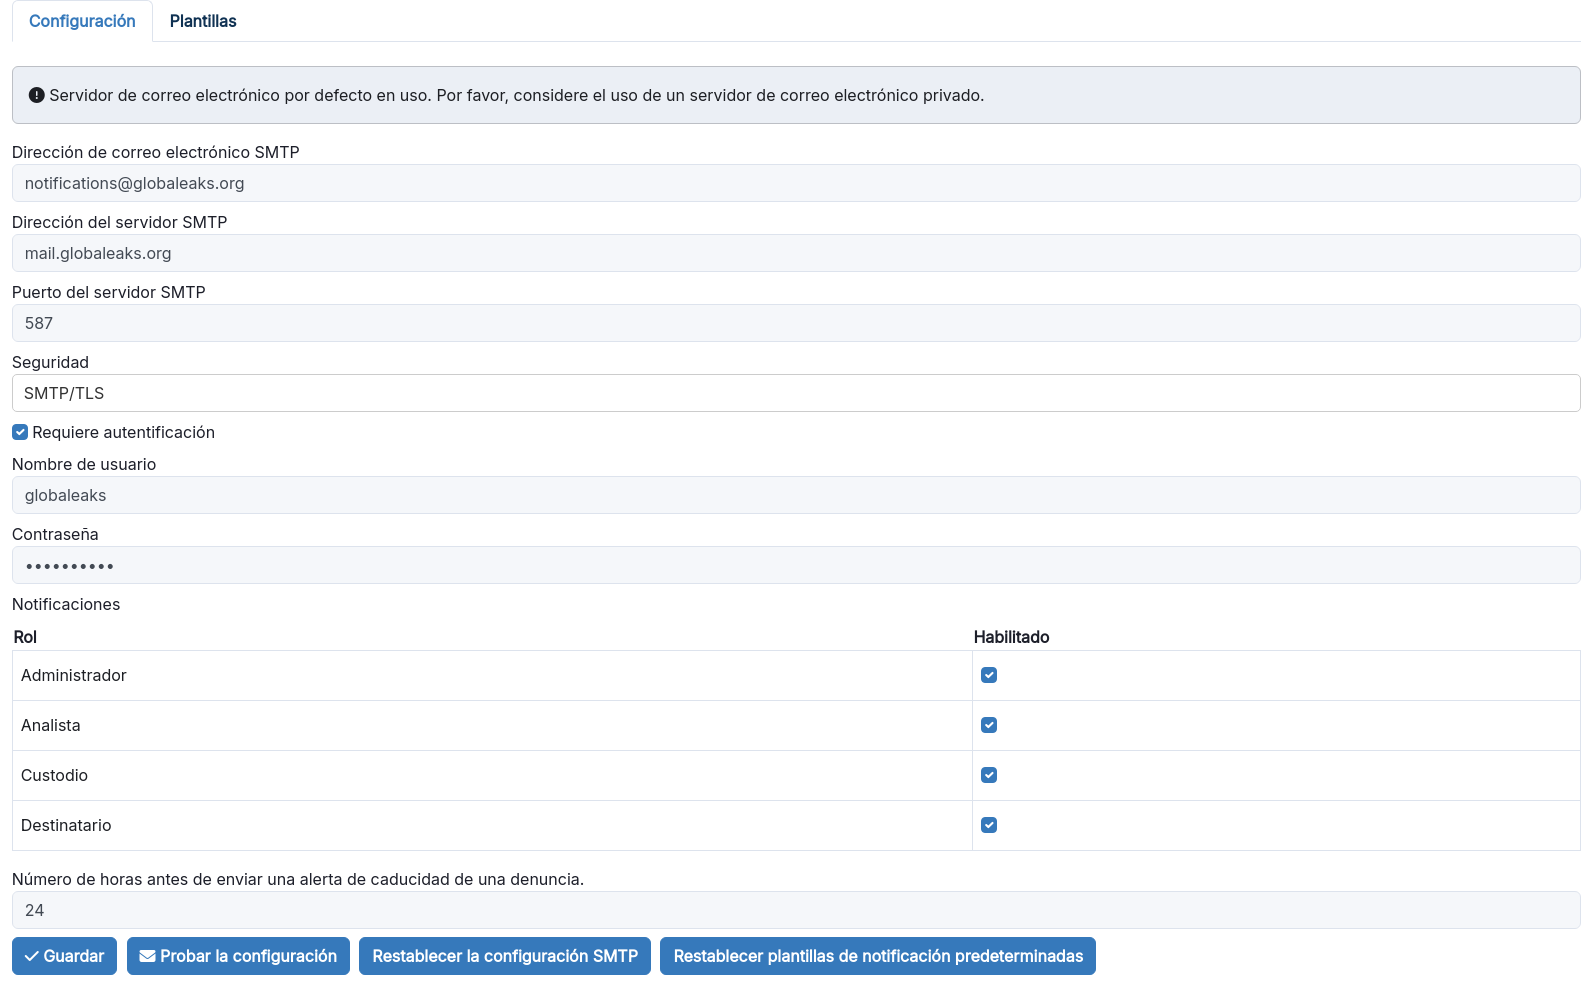 Configuración Plantillas
Servidor de correo electrónico por defecto en uso. Por favor, considere el uso de un servidor de correo electrónico privado.
Dirección de correo electrónico SMTP
notifications@globaleaks.org
Dirección del servidor SMTP
mail.globaleaks.org
Puerto del servidor SMTP
587
Seguridad
SMTP/TLS
Requiere autentificación
Nombre de usuario
globaleaks
Contraseña
••••••••••
Notificaciones
Rol Habilitado
Administrador
Analista
Custodio
Destinatario
Número de horas antes de enviar una alerta de caducidad de una denuncia.
24
Guardar Probar la configuración Restablecer la configuración SMTP Restablecer plantillas de notificación predeterminadas